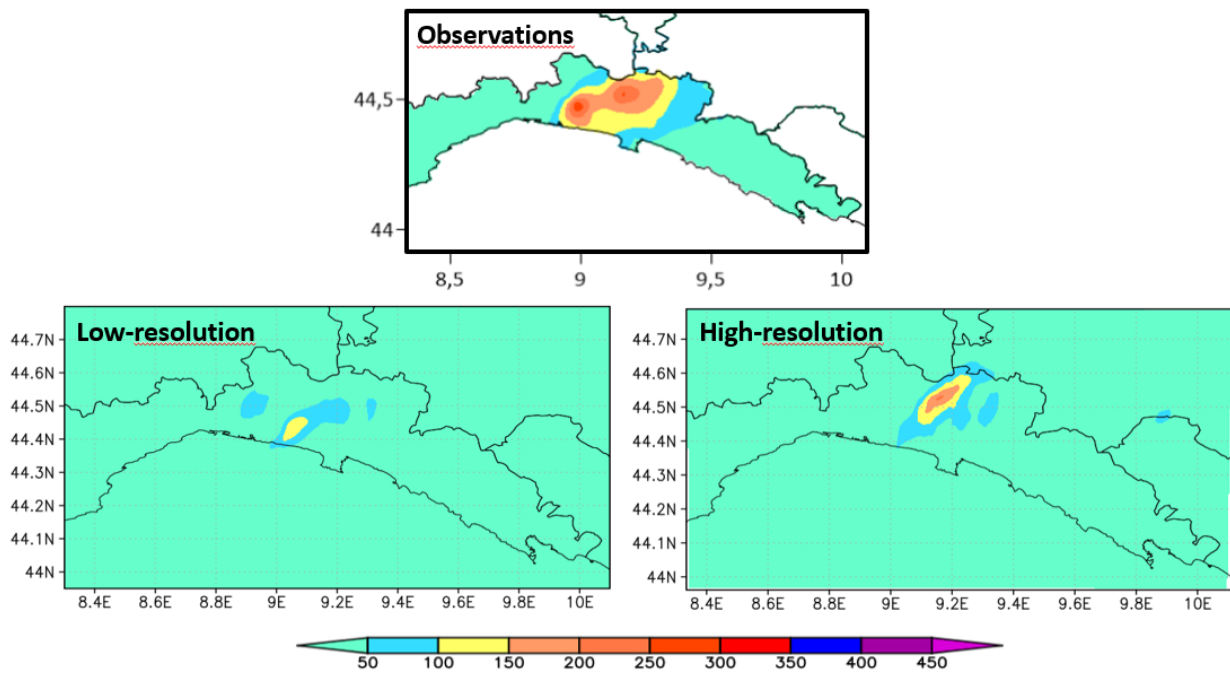 Observations
44,5
44
8,5 9 9,5 10
Low-resolution
44.7N
44.6N
44.5N
44.4N
44.3N
44.2N
44.1N
44N
8.4E 8.6E 8.8E 9E 9.2E 9.4E 9.6E 9.8E 10E
High-resolution
44.7N
44.6N
44.5N
44.4N
44.3N
44.2N
44.1N
44N
8.4E 8.6E 8.8E 9E 9.2E 9.4E 9.6E 9.8E 10E
50 100 150 200 250 300 350 400 450